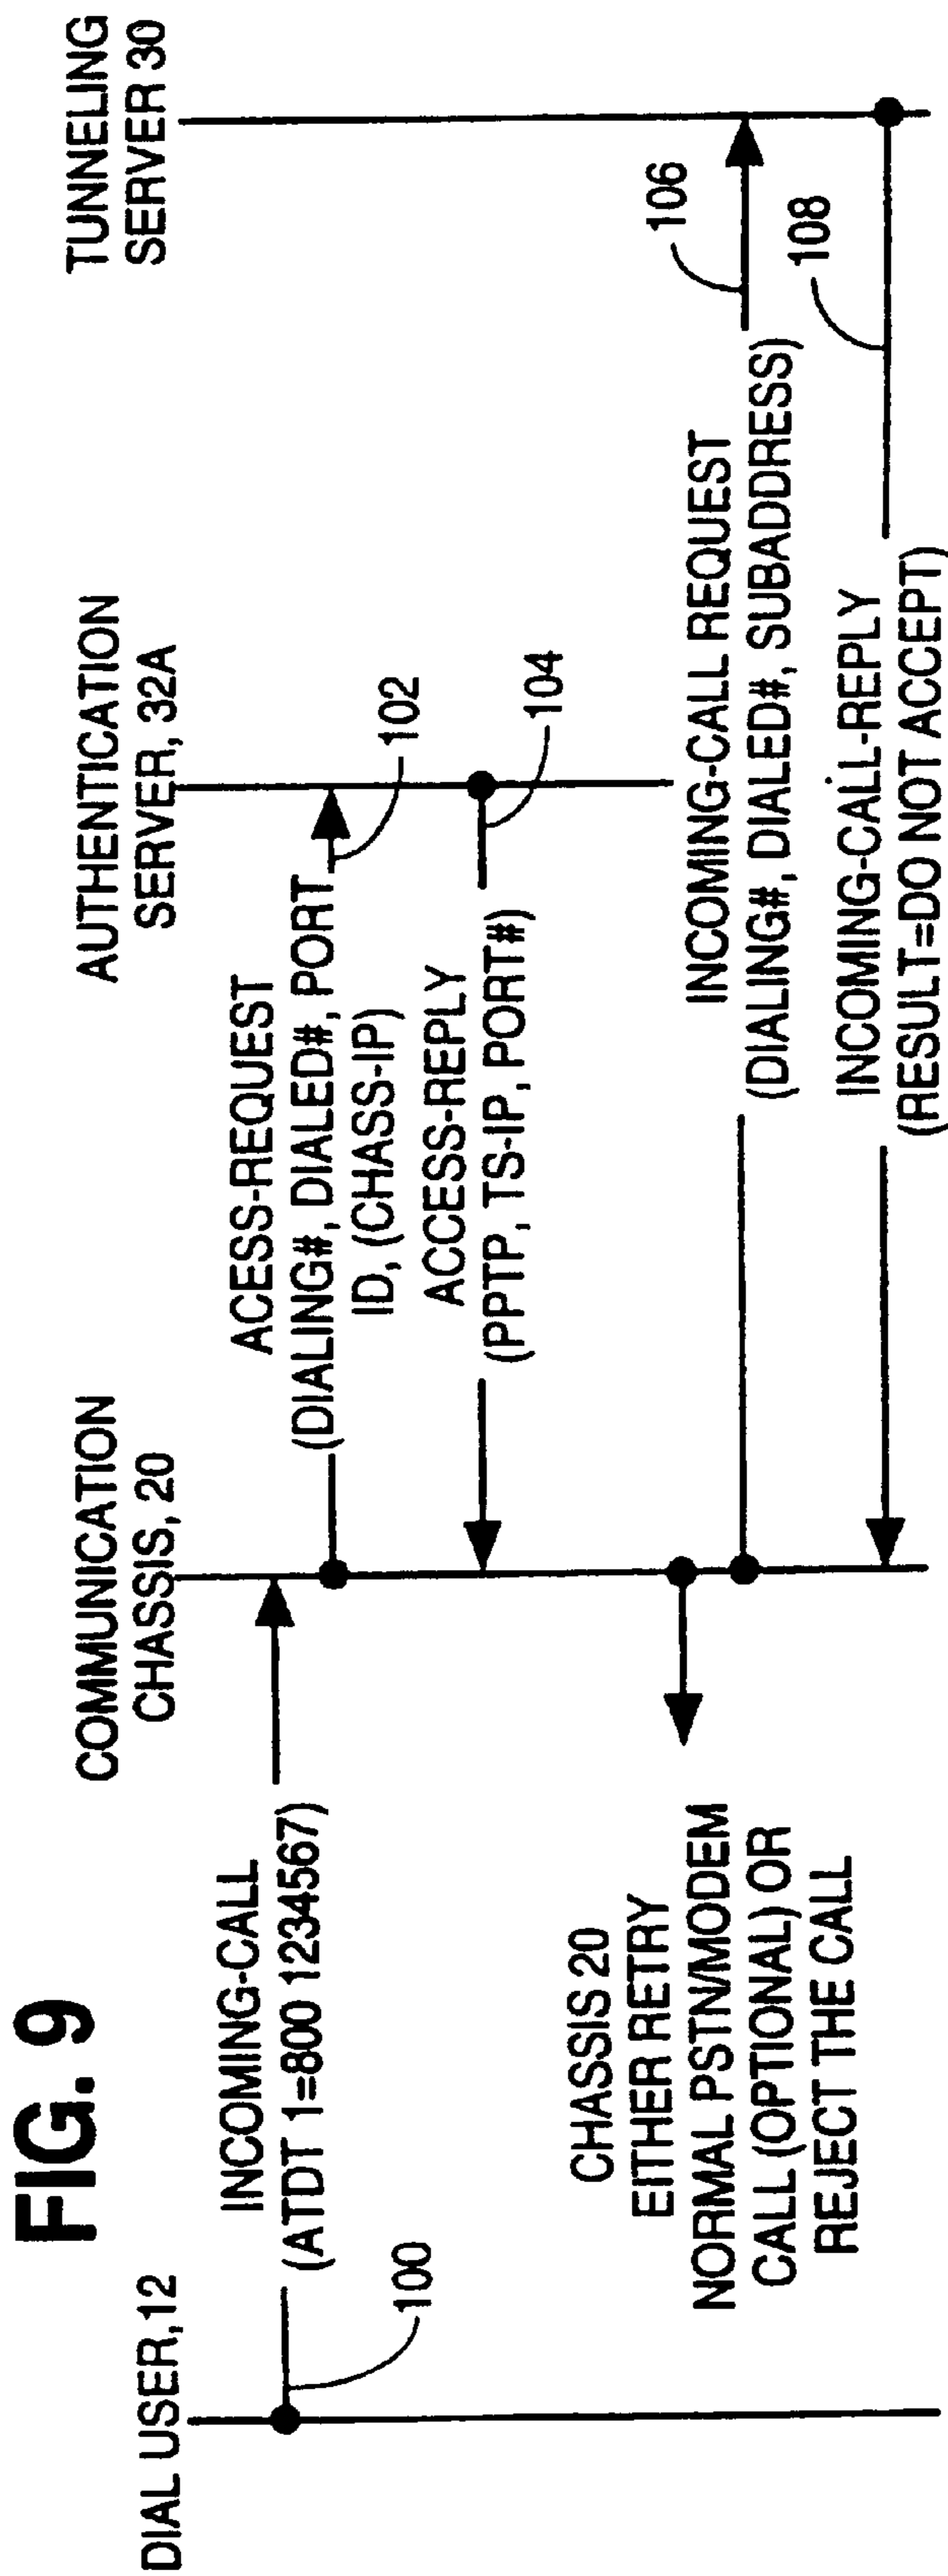 FIG. 9
DIAL USER,12
COMMUNICATION
CHASSIS, 20
AUTHENTICATION
SERVER, 32A
TUNNELING
SERVER 30
INCOMING-CALL
(ATDT 1=800 1234567)
100
ACESS-REQUEST
(DIALING#, DIALED#, PORT
ID, (CHASS-IP)
102
ACCESS-REPLY
(PPTP, TS-IP, PORT#)
104
CHASSIS 20
EITHER RETRY
NORMAL PSTN/MODEM
CALL (OPTIONAL) OR
REJECT THE CALL
INCOMING-CALL REQUEST
(DIALING#, DIALED#, SUBADDRESS)
106
INCOMING-CALL-REPLY
(RESULT=DO NOT ACCEPT)
108